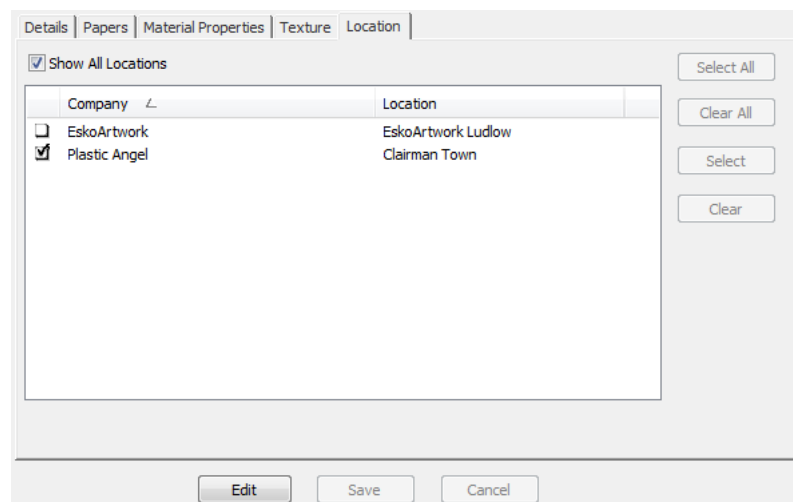 Details Papers Material Properties Texture Location
Show All Locations
Select All
Company Location
Clear All
EskoArtwork EskoArtwork Ludlow
Plastic Angel Clairman Town
Select
Clear
Edit Save Cancel